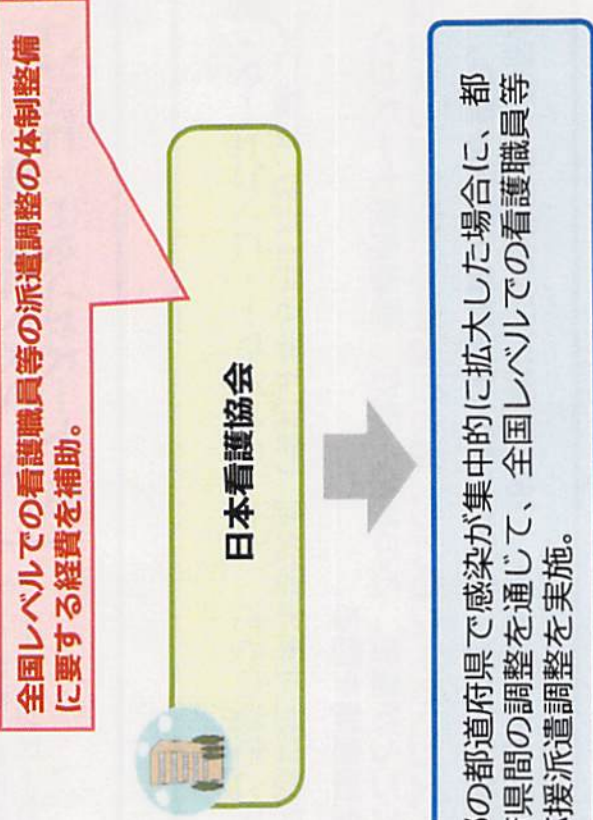 全国レベルでの看護職員等の派遣調整の体制整備
に要する経費を補助。
日本看護協会
の都道府県で感染が集中的に拡大した場合に、都
県間の調整を通じて、全国レベルでの看護職員等
援派遣調整を実施。